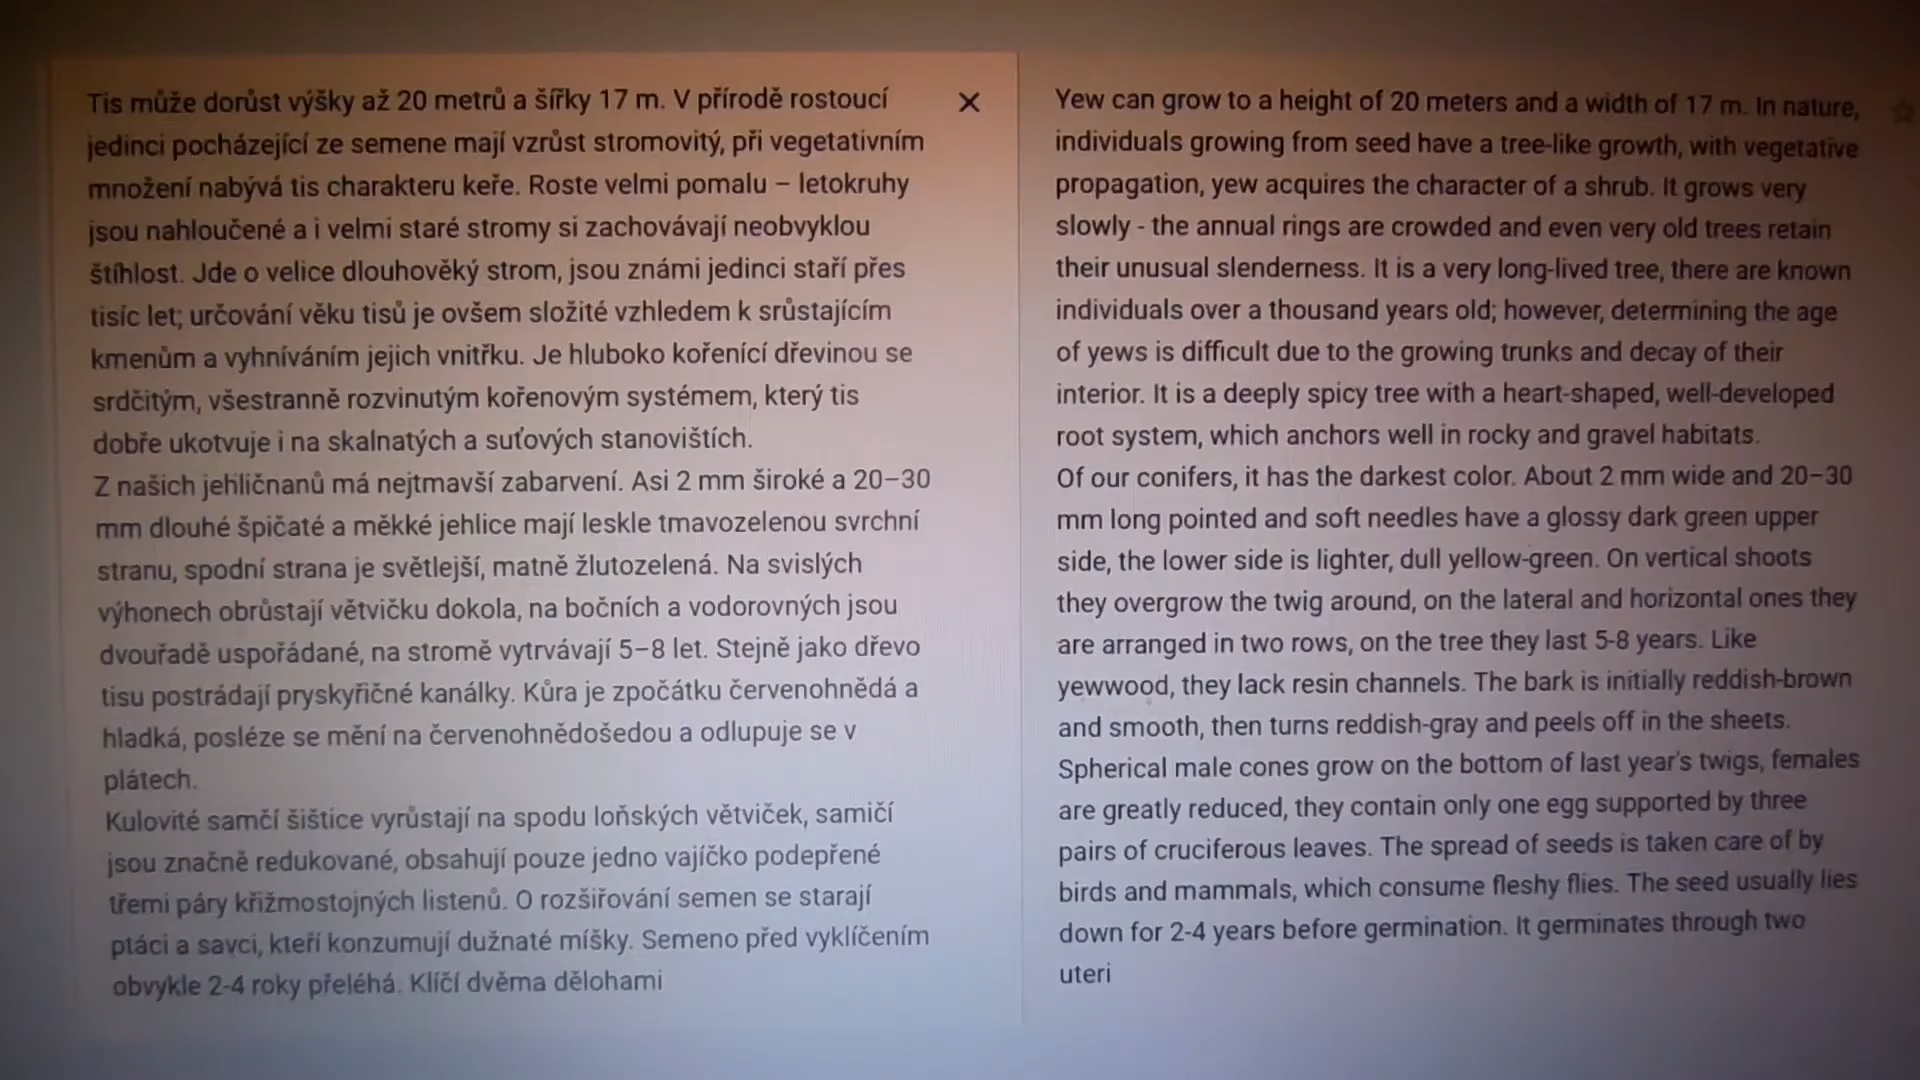 Tis může dorůst výšky až 20 metrů a šířky 17 m. V přírodě rostoucí
jedinci pocházející ze semene mají vzrůst stromovitý, při vegetativním
množení nabývá tis charakteru keře. Roste velmi pomalu – letokruhy
jsou nahloučené a i velmi staré stromy si zachovávají neobvyklou
štíhlost. Jde o velice dlouhověký strom, jsou známi jedinci staří přes
tisíc let; určování věku tisů je ovšem složité vzhledem k srůstajícím
kmenům a vyhníváním jejich vnitřku. Je hluboko kořenící dřevinou se
srdčitým, všestranně rozvinutým kořenovým systémem, který tis
dobře ukotvuje i na skalnatých a suťových stanovištích.
Z našich jehličnanů má nejtmavší zabarvení. Asi 2 mm široké a 20–30
mm dlouhé špičaté a měkké jehlice mají leskle tmavozelenou svrchní
stranu, spodní strana je světlejší, matně žlutozelená. Na svislých
výhonech obrůstají větvičku dokola, na bočních a vodorovných jsou
dvouřadě uspořádané, na stromě vytrvávají 5–8 let. Stejně jako dřevo
tisu postrádají pryskyřičné kanálky. Kůra je zpočátku červenohnědá a
hladká, posléze se mění na červenohnědošedou a odlupuje se v
plátech.
Kulovité samčí šištice vyrůstají na spodu loňských větviček, samičí
jsou značně redukované, obsahují pouze jedno vajíčko podepřené
třemi páry křižmostojných listenů. O rozšiřování semen se starají
ptáci a savci, kteří konzumují dužnaté míšky. Semeno před vyklíčením
obvykle 2-4 roky přeléhá. Klíčí dvěma dělohami
Yew can grow to a height of 20 meters and a width of 17 m. In nature,
individuals growing from seed have a tree-like growth, with vegetative
propagation, yew acquires the character of a shrub. It grows very
slowly - the annual rings are crowded and even very old trees retain
their unusual slenderness. It is a very long-lived tree, there are known
individuals over a thousand years old; however, determining the age
of yews is difficult due to the growing trunks and decay of their
interior. It is a deeply spicy tree with a heart-shaped, well-developed
root system, which anchors well in rocky and gravel habitats.
Of our conifers, it has the darkest color. About 2 mm wide and 20–30
mm long pointed and soft needles have a glossy dark green upper
side, the lower side is lighter, dull yellow-green. On vertical shoots
they overgrow the twig around, on the lateral and horizontal ones they
are arranged in two rows, on the tree they last 5-8 years. Like
yewwood, they lack resin channels. The bark is initially reddish-brown
and smooth, then turns reddish-gray and peels off in the sheets.
Spherical male cones grow on the bottom of last year's twigs, females
are greatly reduced, they contain only one egg supported by three
pairs of cruciferous leaves. The spread of seeds is taken care of by
birds and mammals, which consume fleshy flies. The seed usually lies
down for 2-4 years before germination. It germinates through two
uteri